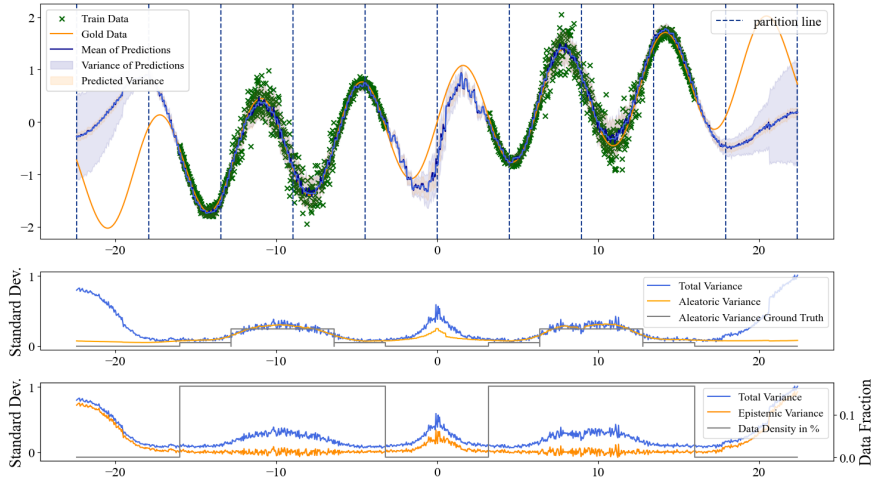 2
1
0
−1
−2
Train Data
Gold Data
Mean of Predictions
Variance of Predictions
Predicted Variance
partition line
−20
−10
0
10
20
Standard Dev.
1
0
Total Variance
Aleatoric Variance
Aleatoric Variance Ground Truth
−20
−10
0
10
20
Standard Dev.
1
0
Total Variance
Epistemic Variance
Data Density in %
0.1
0.0
Data Fraction
−20
−10
0
10
20